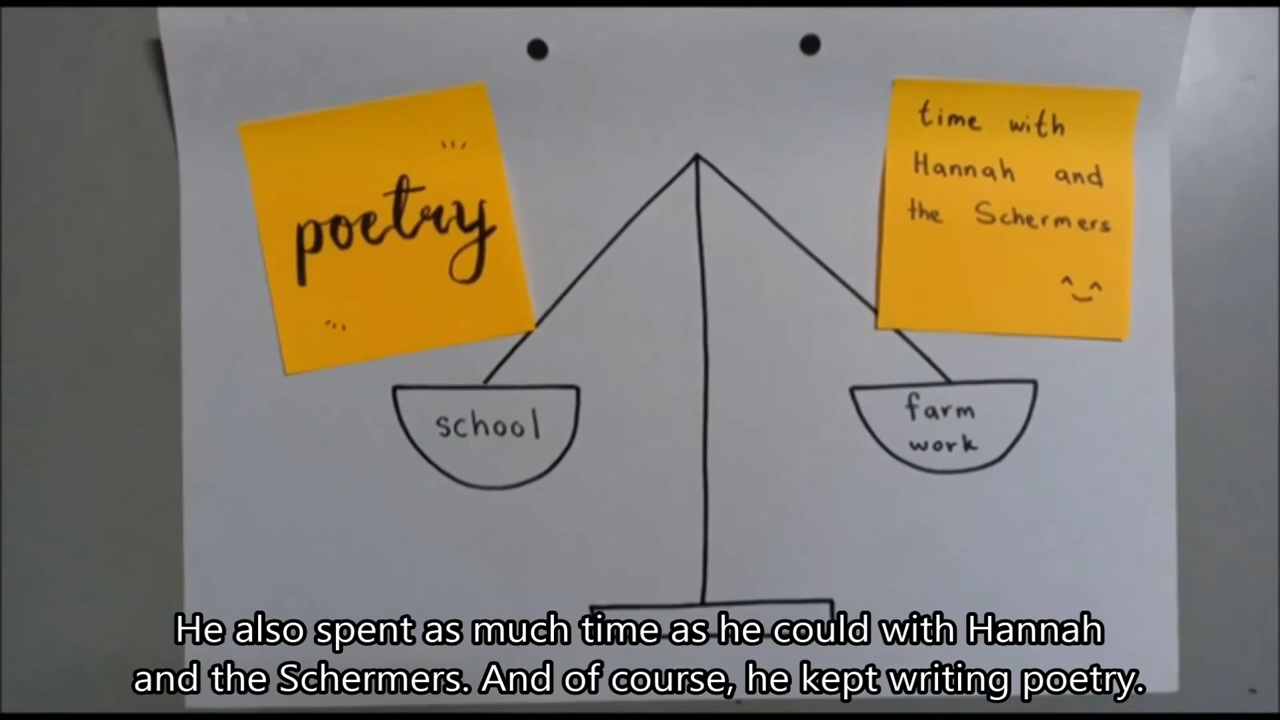 poetry
time with
Hannah and
the Schermers
school
farm
work
He also spent as much time as he could with Hannah
and the Schermers. And of course, he kept writing poetry.